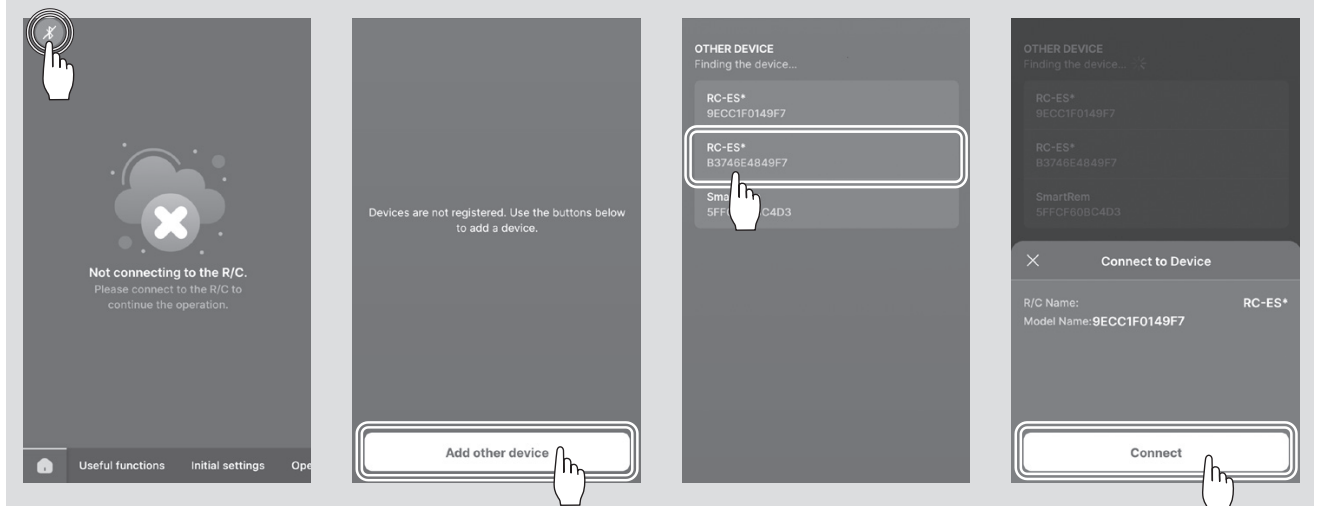 Not connecting to the R/C.
Please connect to the R/C to
continue the operation.
Useful functions Initial settings Ope
Devices are not registered. Use the buttons below
to add a device.
Add other device
OTHER DEVICE
Finding the device...
RC-ES*
9ECC1F0149F7
RC-ES*
B3746E4849F7
C4D3
OTHER DEVICE
Finding the device...
RC-ES*
9ECC1F0149F7
RC-ES*
B3746E4849F7
SmartRem
5FFCF60BC4D3
Connect to Device
R/C Name: RC-ES*
Model Name:9ECC1F0149F7
Connect